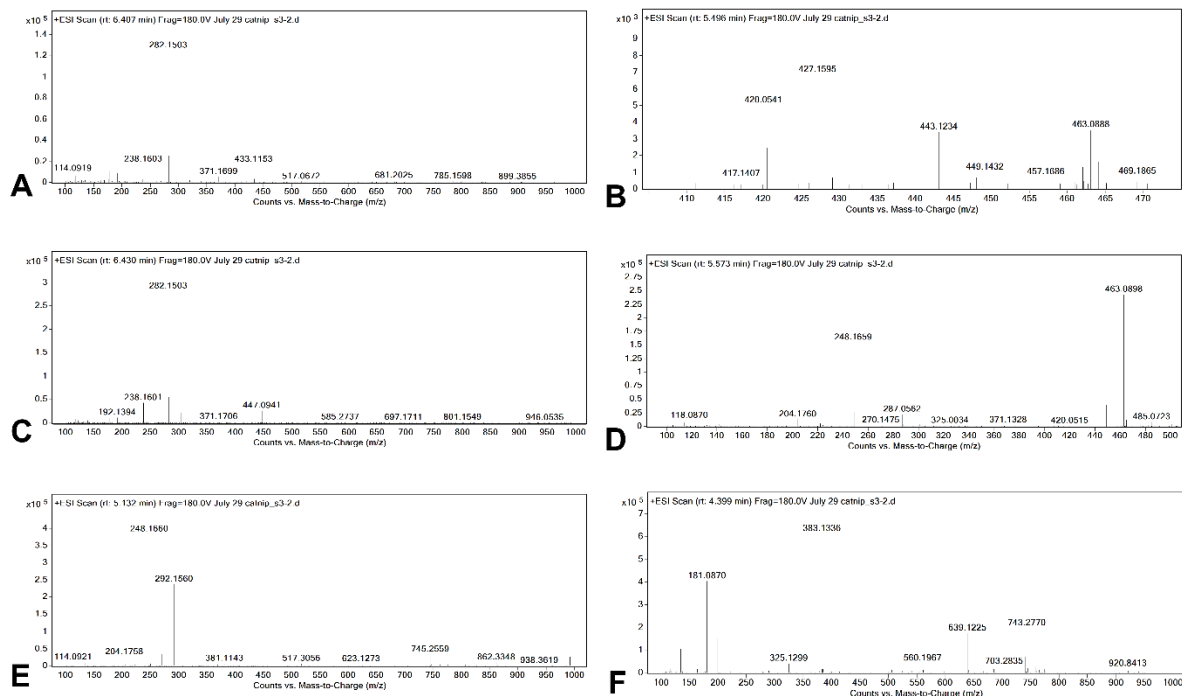 x10 5 +ESI Scan (rt: 6.407 min) Frag=180.0V July 29 catnip_s3-2.d
1.4
1.2
1
0.8
0.6
0.4
0.2
0
282.1503
114.0919 238.1603 433.1153 371.1699 517.0672 681.2025 785.1598 899.3855
100 150 200 250 300 350 400 450 500 550 600 650 700 750 800 850 900 950 1000
Counts vs. Mass-to-Charge (m/z)
A
x10 3 +ESI Scan (rt: 5.496 min) Frag=180.0V July 29 catnip_s3-2.d
9
8
7
6
5
4
3
2
1
0
427.1595
420.0541
443.1234 463.0888
417.1407 449.1432 457.1686 469.1865
410 415 420 425 430 435 440 445 450 455 460 465 470
Counts vs. Mass-to-Charge (m/z)
B
x10 5 +ESI Scan (rt: 6.430 min) Frag=180.0V July 29 catnip_s3-2.d
3
2.5
2
1.5
1
0.5
0
282.1503
192.1394 238.1601 371.1706 447.0941 585.2737 697.1711 801.1549 946.0535
100 150 200 250 300 350 400 450 500 550 600 650 700 750 800 850 900 950 1000
Counts vs. Mass-to-Charge (m/z)
C
x10 5 +ESI Scan (rt: 5.573 min) Frag=180.0V July 29 catnip_s3-2.d
2.75
2.5
2.25
2
1.75
1.5
1.25
1
0.75
0.5
0.25
0
463.0898
248.1659
118.0870 204.1760 270.1475 287.0562 325.0034 371.1328 420.0515 485.0723
100 120 140 160 180 200 220 240 260 280 300 320 340 360 380 400 420 440 460 480 500
Counts vs. Mass-to-Charge (m/z)
D
x10 5 +ESI Scan (rt: 5.132 min) Frag=180.0V July 29 catnip_s3-2.d
4
3
2
1
0
248.1660
292.1560
114.0921 204.1758 381.1143 517.3056 623.1273 745.2559 862.3348 938.3619
100 150 200 250 300 350 400 450 500 550 600 650 700 750 800 850 900 950 1000
Counts vs. Mass-to-Charge (m/z)
E
x10 5 +ESI Scan (rt: 4.399 min) Frag=180.0V July 29 catnip_s3-2.d
7
6
5
4
3
2
1
0
383.1336
181.0870
639.1225 743.2770
325.1299 560.1967 703.2835 920.8413
100 150 200 250 300 350 400 450 500 550 600 650 700 750 800 850 900 950 1000
Counts vs. Mass-to-Charge (m/z)
F